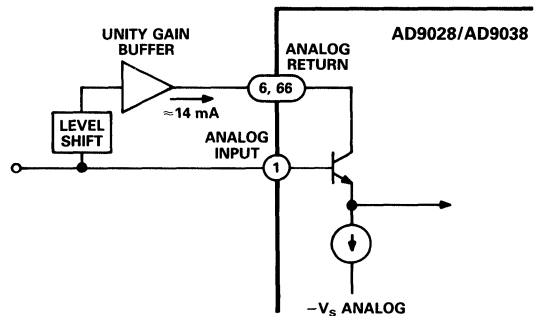 UNITY GAIN
BUFFER
ANALOG
RETURN
AD9028/AD9038
6, 66
≈14 mA
LEVEL
SHIFT
ANALOG
INPUT
1
–Vs ANALOG